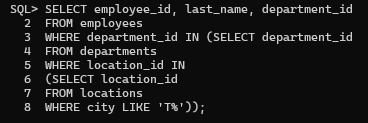 SQL> SELECT employee_id, last_name, department_id
2 FROM employees
3 WHERE department_id IN (SELECT department_id
4 FROM departments
5 WHERE location_id IN
6 (SELECT location_id
7 FROM locations
8 WHERE city LIKE 'T%'));